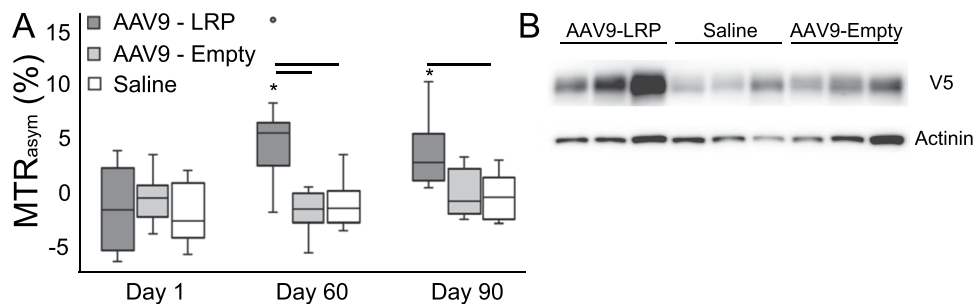 A
MTRasym (%)
15
10
5
0
-5
AAV9 - LRP
AAV9 - Empty
Saline
*
*
Day 1
Day 60
Day 90
B
AAV9-LRP
Saline
AAV9-Empty
V5
Actinin